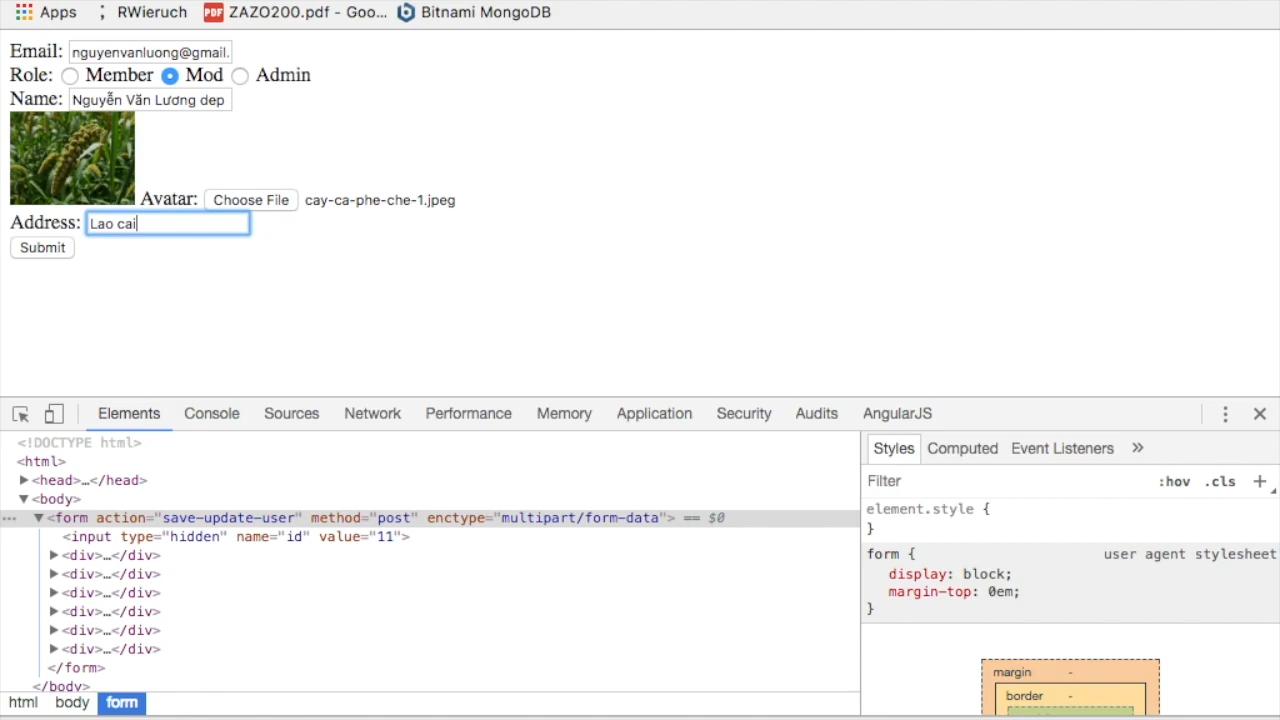 Apps ; RWieruch PDF ZAZO200.pdf - Goo... Bitnami MongoDB
Email: nguyenvanluong@gmail.
Role: Member Mod Admin
Name: Nguyễn Văn Lương dep
Avatar: Choose File cay-ca-phe-che-1.jpeg
Address: Lao cai
Submit
Elements Console Sources Network Performance Memory Application Security Audits AngularJS
<!DOCTYPE html>
<html>
<head>…</head>
<body>
<form action="save-update-user" method="post" enctype="multipart/form-data"> == $0
<input type="hidden" name="id" value="11">
<div>…</div>
<div>…</div>
<div>…</div>
<div>…</div>
<div>…</div>
<div>…</div>
</form>
</body>
html body form
Styles Computed Event Listeners »
Filter :hov .cls +
element.style {
}
form { user agent stylesheet
display: block;
margin-top: 0em;
}
margin -
border -